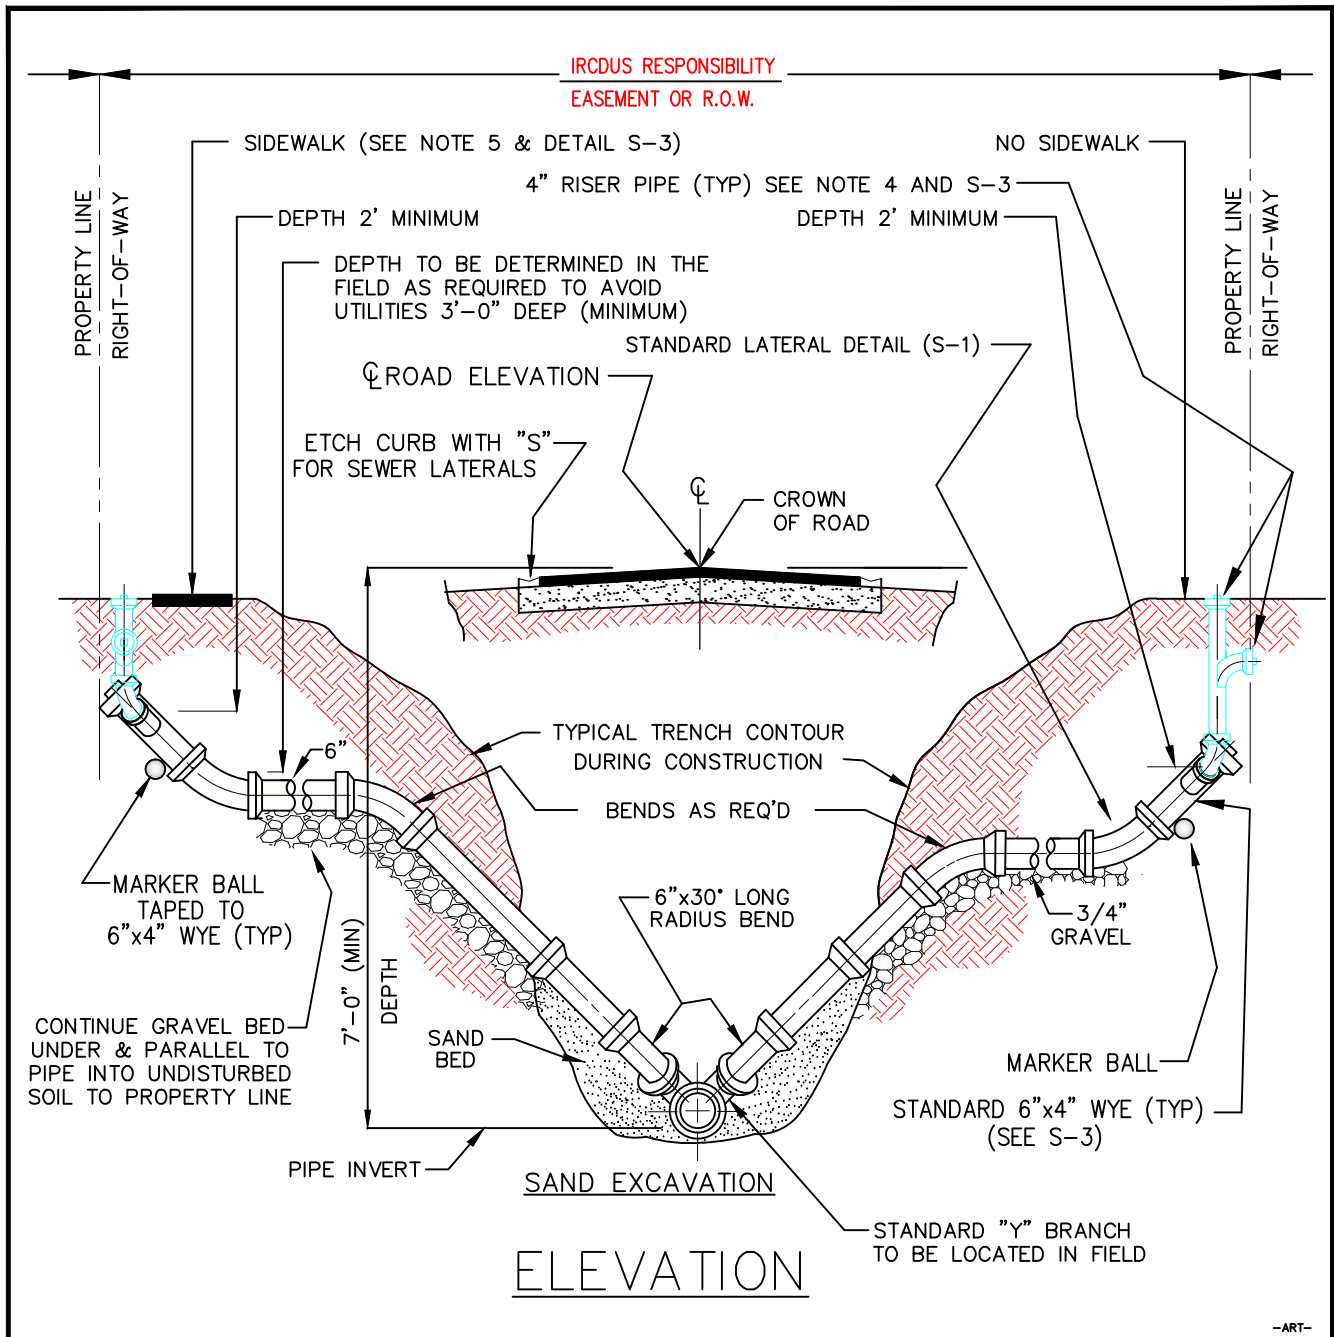 IRCDUS RESPONSIBILITY
EASEMENT OR R.O.W.
SIDEWALK (SEE NOTE 5 & DETAIL S-3)
NO SIDEWALK
4" RISER PIPE (TYP) SEE NOTE 4 AND S-3
DEPTH 2' MINIMUM
DEPTH 2' MINIMUM
PROPERTY LINE
RIGHT-OF-WAY
PROPERTY LINE
RIGHT-OF-WAY
DEPTH TO BE DETERMINED IN THE
FIELD AS REQUIRED TO AVOID
UTILITIES 3'-0" DEEP (MINIMUM)
STANDARD LATERAL DETAIL (S-1)
℄ ROAD ELEVATION
ETCH CURB WITH "S"
FOR SEWER LATERALS
℄
CROWN
OF ROAD
TYPICAL TRENCH CONTOUR
DURING CONSTRUCTION
6"
BENDS AS REQ'D
MARKER BALL
TAPED TO
6"x4" WYE (TYP)
6"x30° LONG
RADIUS BEND
3/4"
GRAVEL
7'-0" (MIN)
DEPTH
CONTINUE GRAVEL BED
UNDER & PARALLEL TO
PIPE INTO UNDISTURBED
SOIL TO PROPERTY LINE
SAND
BED
MARKER BALL
STANDARD 6"x4" WYE (TYP)
(SEE S-3)
PIPE INVERT
SAND EXCAVATION
STANDARD "Y" BRANCH
TO BE LOCATED IN FIELD
ELEVATION
-ART-